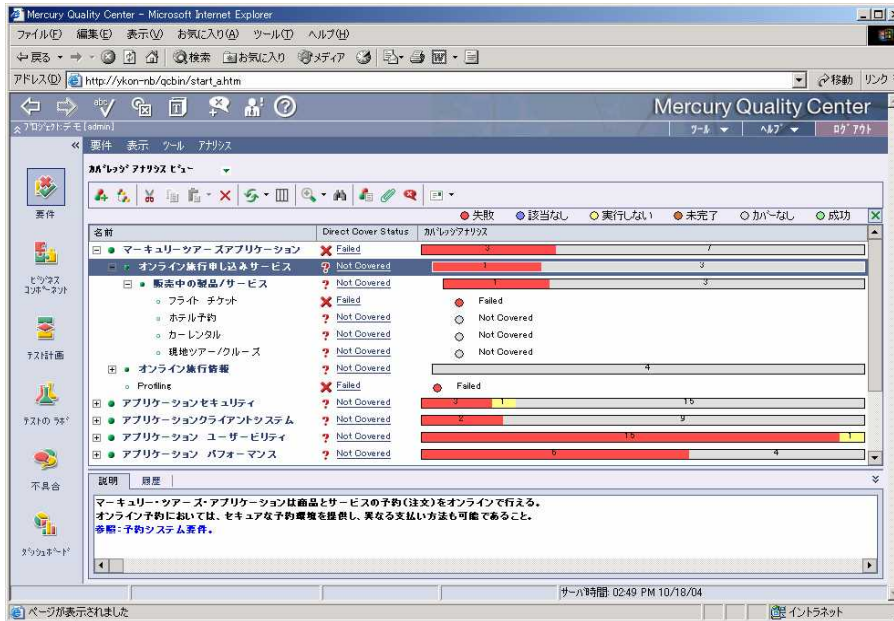 Mercury Quality Center - Microsoft Internet Explorer
ファイル(F) 編集(E) 表示(V) お気に入り(A) ツール(T) ヘルプ(H)
戻る 検索 お気に入り メディア
アドレス(D) http://ykon-nb/qcbin/start_a.htm 移動 リンク
Mercury Quality Center
ﾌﾟﾛｼﾞｪｸﾄ:デモ [admin] ﾂｰﾙ ﾍﾙﾌﾟ ﾛｸﾞｱｳﾄ
要件 表示 ﾂｰﾙ ｱﾅﾘｼｽ
ｶﾊﾞﾚｯｼﾞ ｱﾅﾘｼｽ ﾋﾞｭｰ
失敗 該当なし 実行しない 未完了 カバーなし 成功
名前 Direct Cover Status ｶﾊﾞﾚｯｼﾞｱﾅﾘｼｽ
マーキュリーツアーズアプリケーション Failed 3 7
オンライン旅行申し込みサービス Not Covered 1 3
販売中の製品/サービス Not Covered 1 3
フライト チケット Failed Failed
ホテル予約 Not Covered Not Covered
カーレンタル Not Covered Not Covered
現地ツアー/クルーズ Not Covered Not Covered
オンライン旅行情報 Not Covered 4
Profiling Failed Failed
アプリケーションセキュリティ Not Covered 3 1 15
アプリケーションクライアントシステム Not Covered 2 9
アプリケーション ユーザービリティ Not Covered 15 1
アプリケーション パフォーマンス Not Covered 6 4
要件
ﾋﾞｼﾞﾈｽ
ｺﾝﾎﾟｰﾈﾝﾄ
ﾃｽﾄ計画
ﾃｽﾄの ﾗﾎﾞ
不具合
ﾀﾞｯｼｭﾎﾞｰﾄﾞ
説明 履歴
マーキュリー・ツアーズ・アプリケーションは商品とサービスの予約(注文)をオンラインで行える。
オンライン予約においては、セキュアな予約環境を提供し、異なる支払い方法も可能であること。
参照:予約システム要件。
サーバ時間: 02:49 PM 10/18/04
ページが表示されました イントラネット